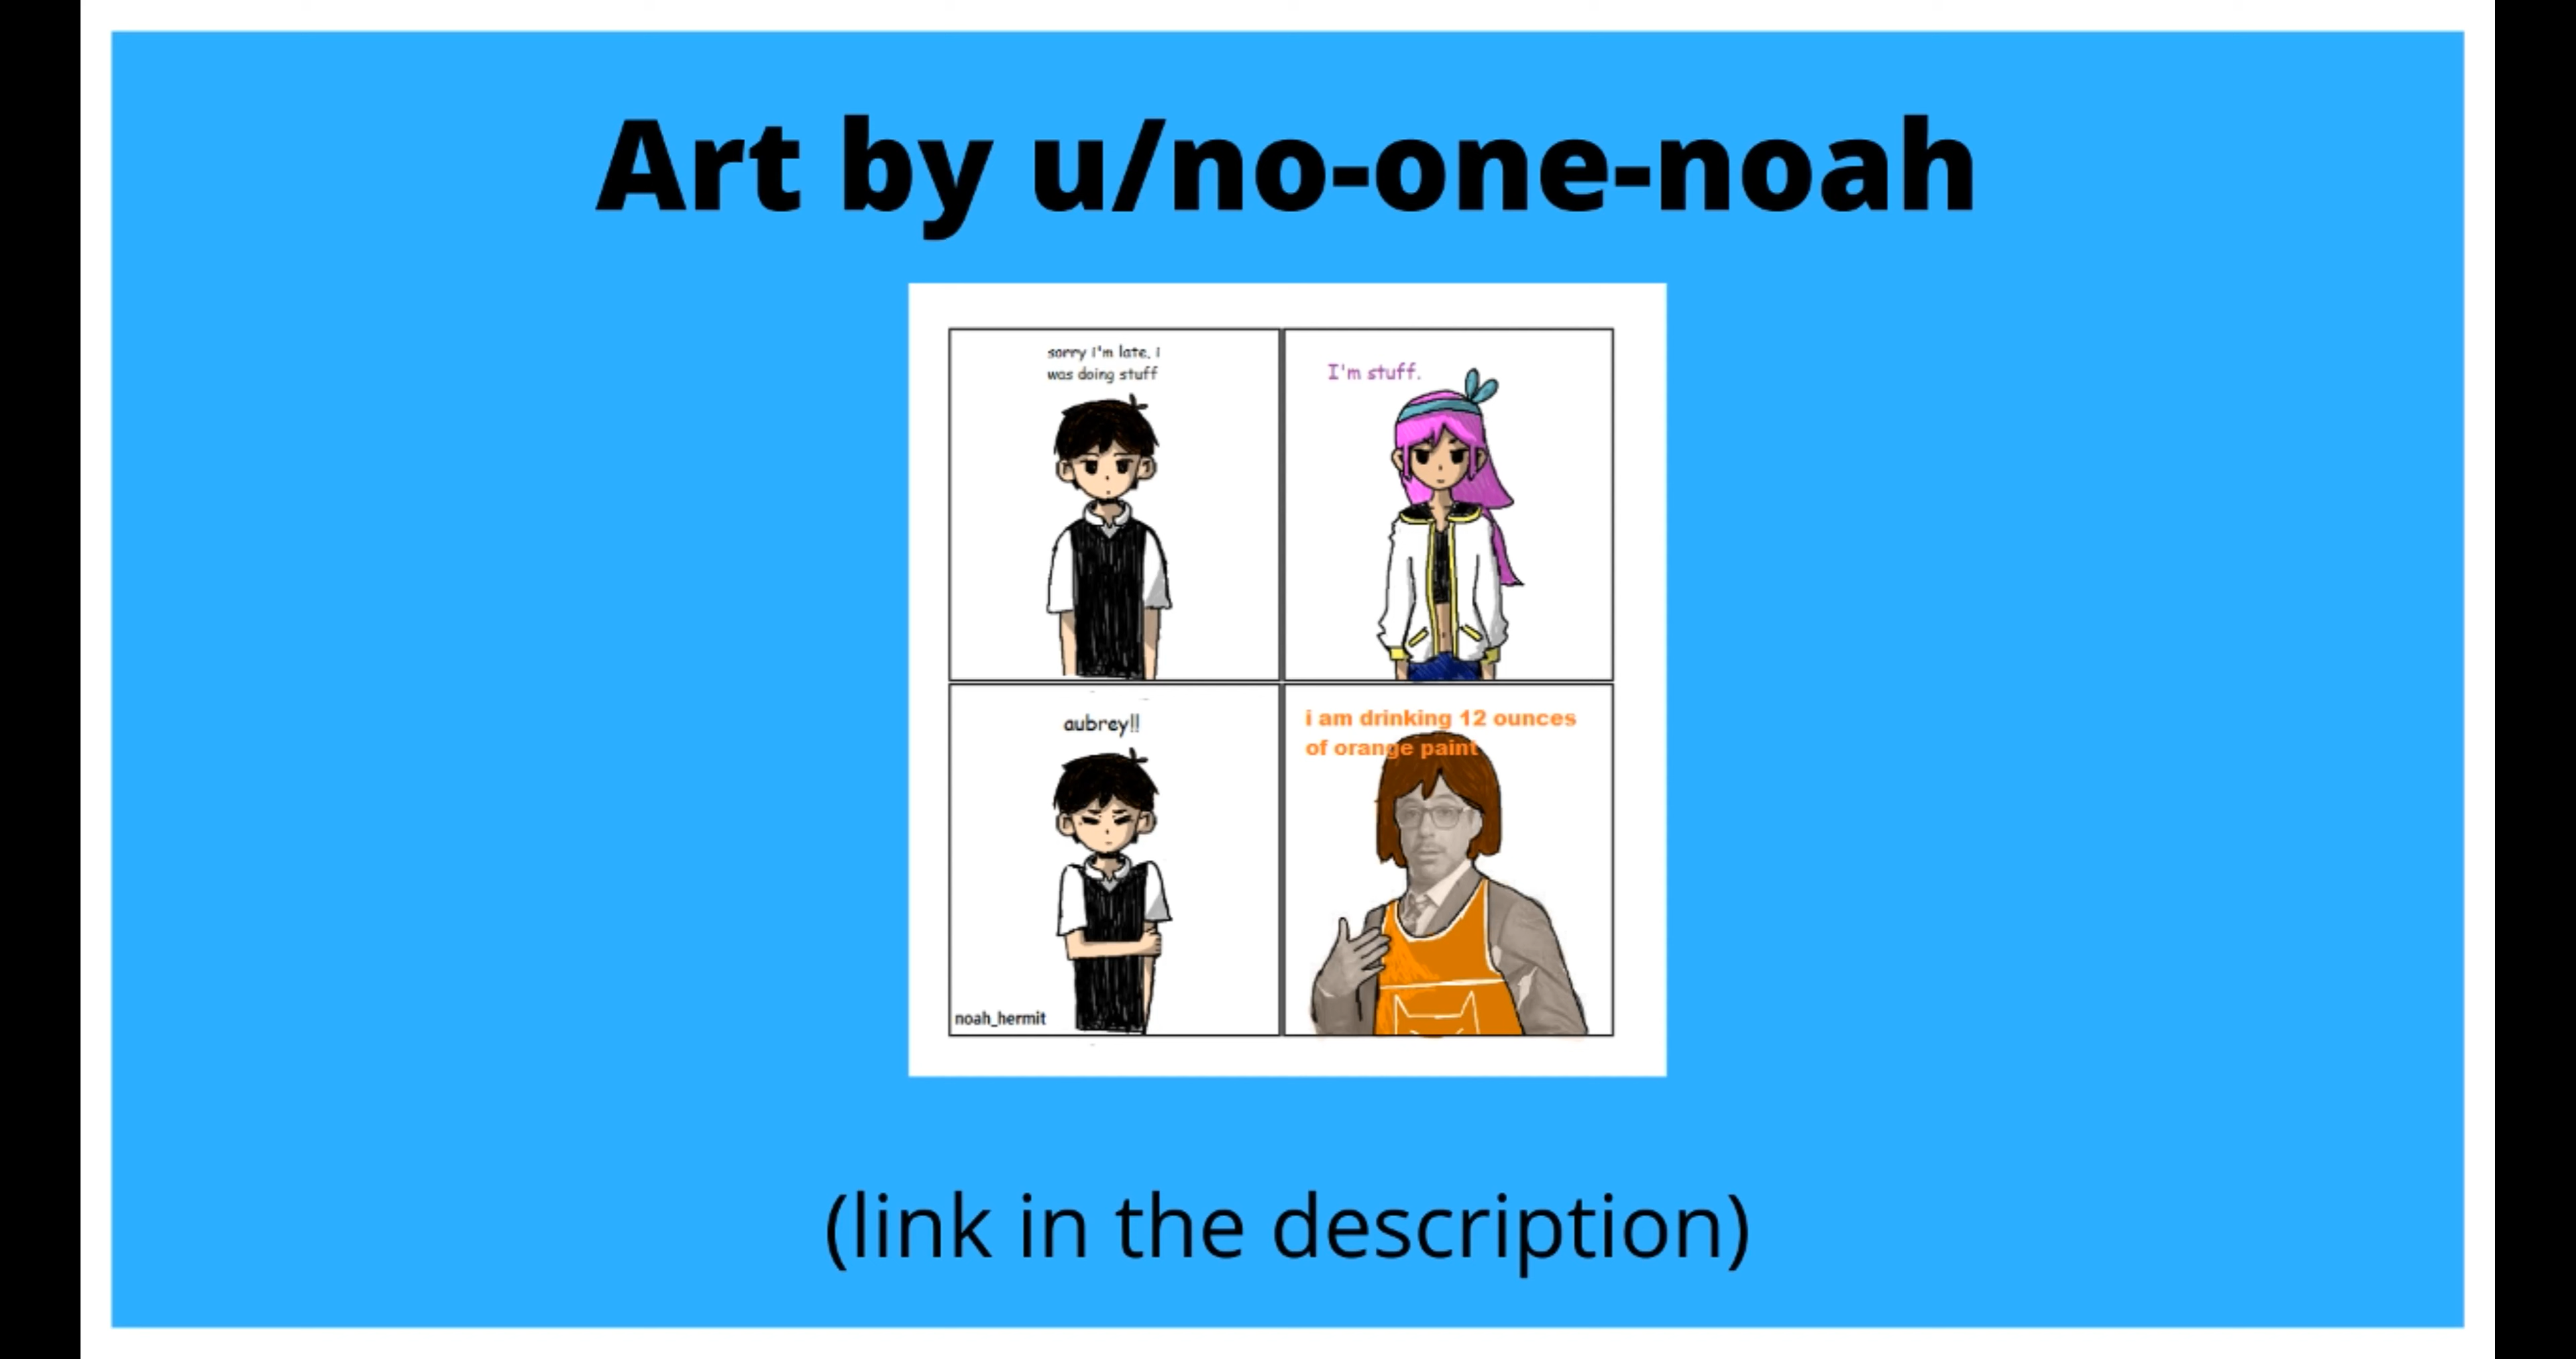 Art by u/no-one-noah
sorry i'm late, i
was doing stuff
I'm stuff.
aubrey!!
i am drinking 12 ounces
of orange paint
noah_hermit
(link in the description)